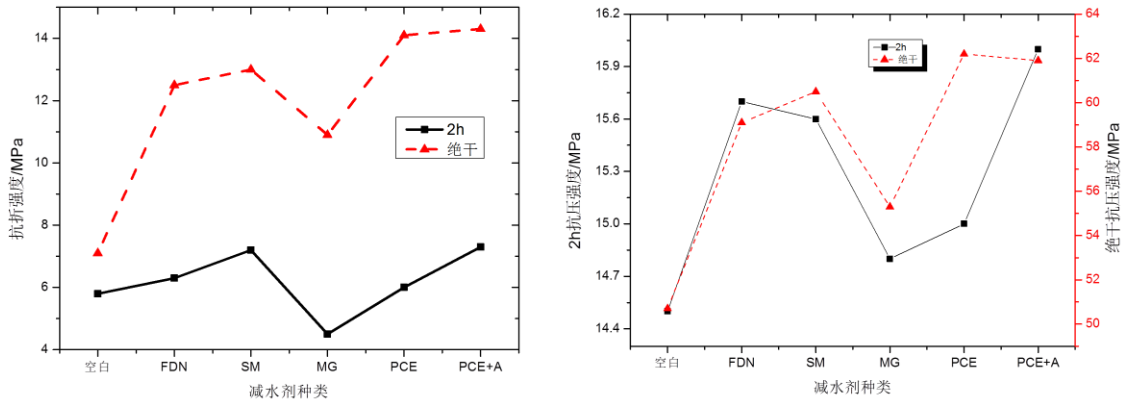 14
12
10
8
6
4
抗折强度/MPa
2h
绝干
空白
FDN
SM
MG
PCE
PCE+A
减水剂种类
16.2
15.9
15.6
15.3
15.0
14.7
14.4
2h抗压强度/MPa
2h
绝干
64
62
60
58
56
54
52
50
绝干抗压强度/MPa
空白
FDN
SM
MG
PCE
PCE+A
减水剂种类